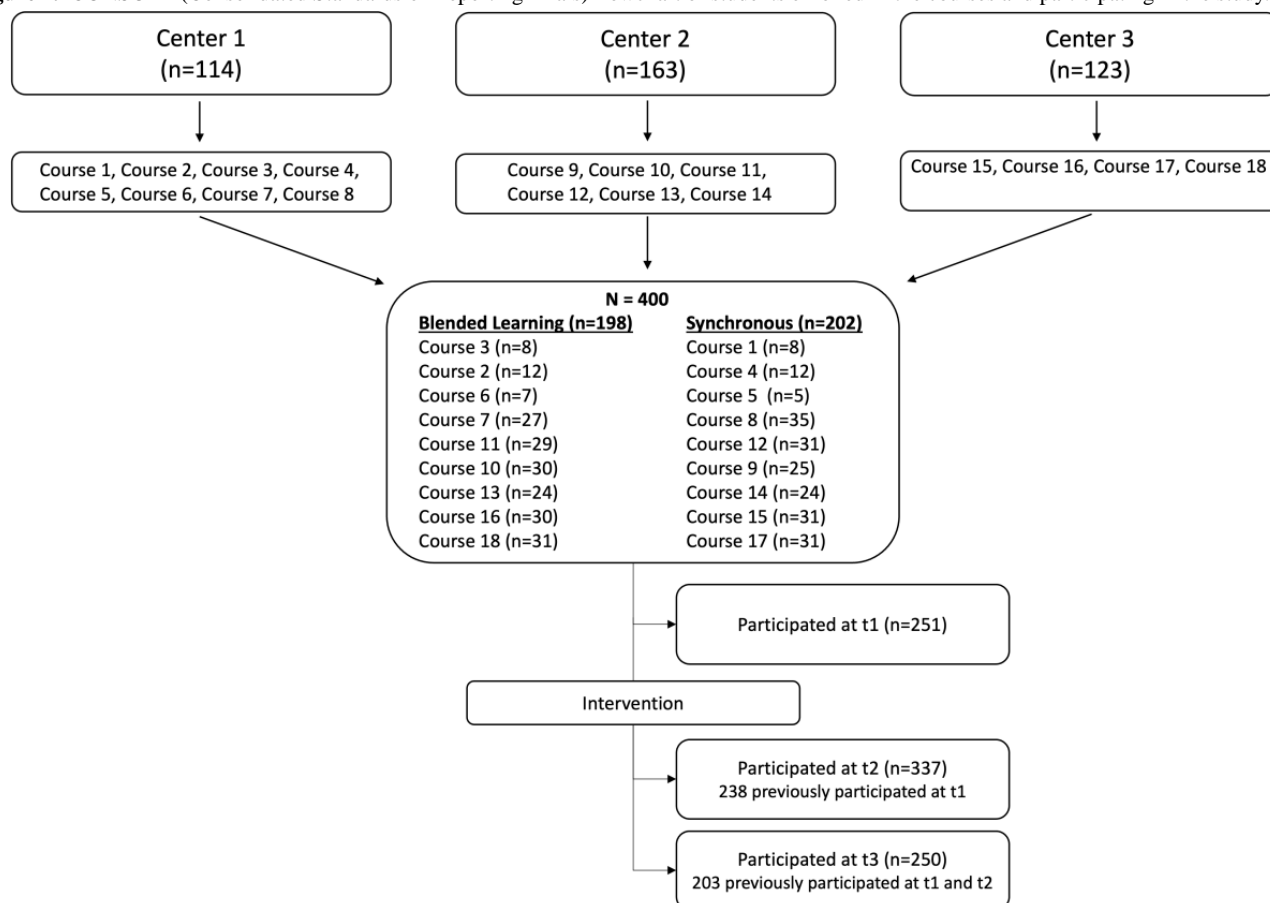 Center 1
(n=114)
Center 2
(n=163)
Center 3
(n=123)
Course 1, Course 2, Course 3, Course 4,
Course 5, Course 6, Course 7, Course 8
Course 9, Course 10, Course 11,
Course 12, Course 13, Course 14
Course 15, Course 16, Course 17, Course 18
N = 400
Blended Learning (n=198)
Course 3 (n=8)
Course 2 (n=12)
Course 6 (n=7)
Course 7 (n=27)
Course 11 (n=29)
Course 10 (n=30)
Course 13 (n=24)
Course 16 (n=30)
Course 18 (n=31)
Synchronous (n=202)
Course 1 (n=8)
Course 4 (n=12)
Course 5 (n=5)
Course 8 (n=35)
Course 12 (n=31)
Course 9 (n=25)
Course 14 (n=24)
Course 15 (n=31)
Course 17 (n=31)
Participated at t1 (n=251)
Intervention
Participated at t2 (n=337)
238 previously participated at t1
Participated at t3 (n=250)
203 previously participated at t1 and t2